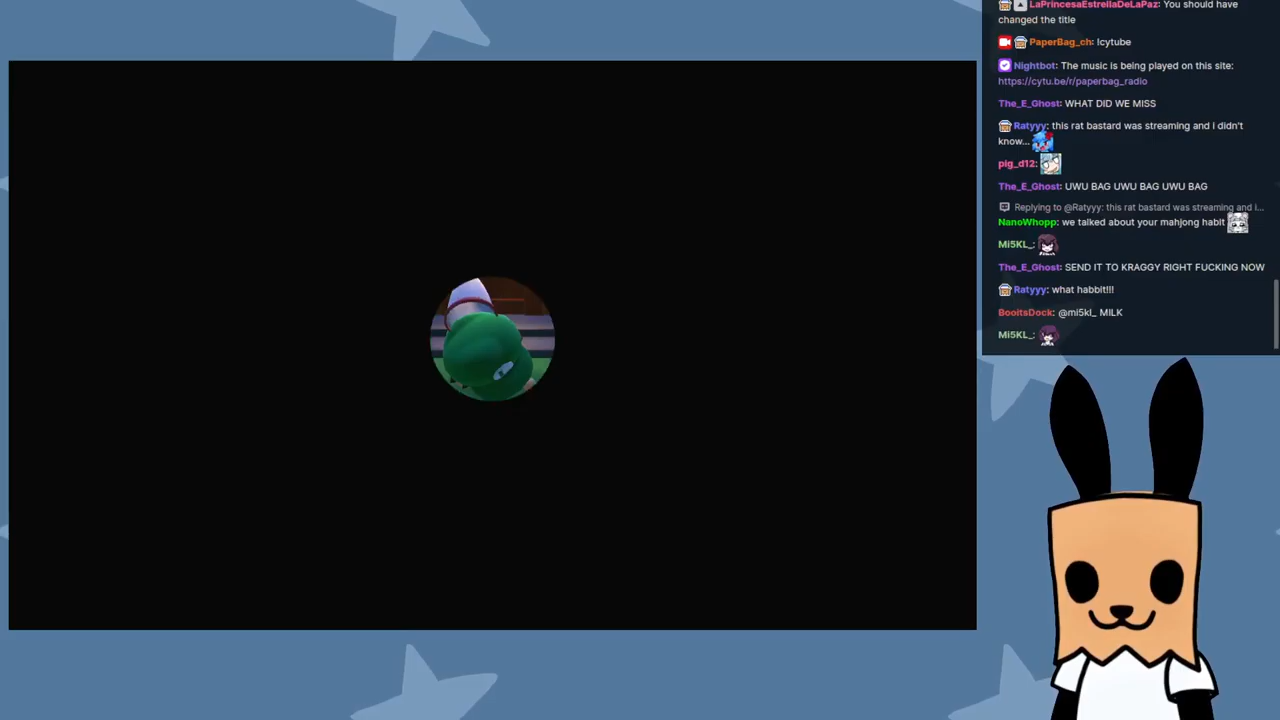 LaPrincesaEstrellaDeLaPaz: You should have
changed the title
PaperBag_ch: !cytube
Nightbot: The music is being played on this site:
https://cytu.be/r/paperbag_radio
The_E_Ghost: WHAT DID WE MISS
Ratyyy: this rat bastard was streaming and i didn't
know...
pig_d12:
The_E_Ghost: UWU BAG UWU BAG UWU BAG
Replying to @Ratyyy: this rat bastard was streaming and i...
NanoWhopp: we talked about your mahjong habit
Mi5KL_:
The_E_Ghost: SEND IT TO KRAGGY RIGHT FUCKING NOW
Ratyyy: what habbit!!!
BooitsDock: @mi5kl_ MILK
Mi5KL_: